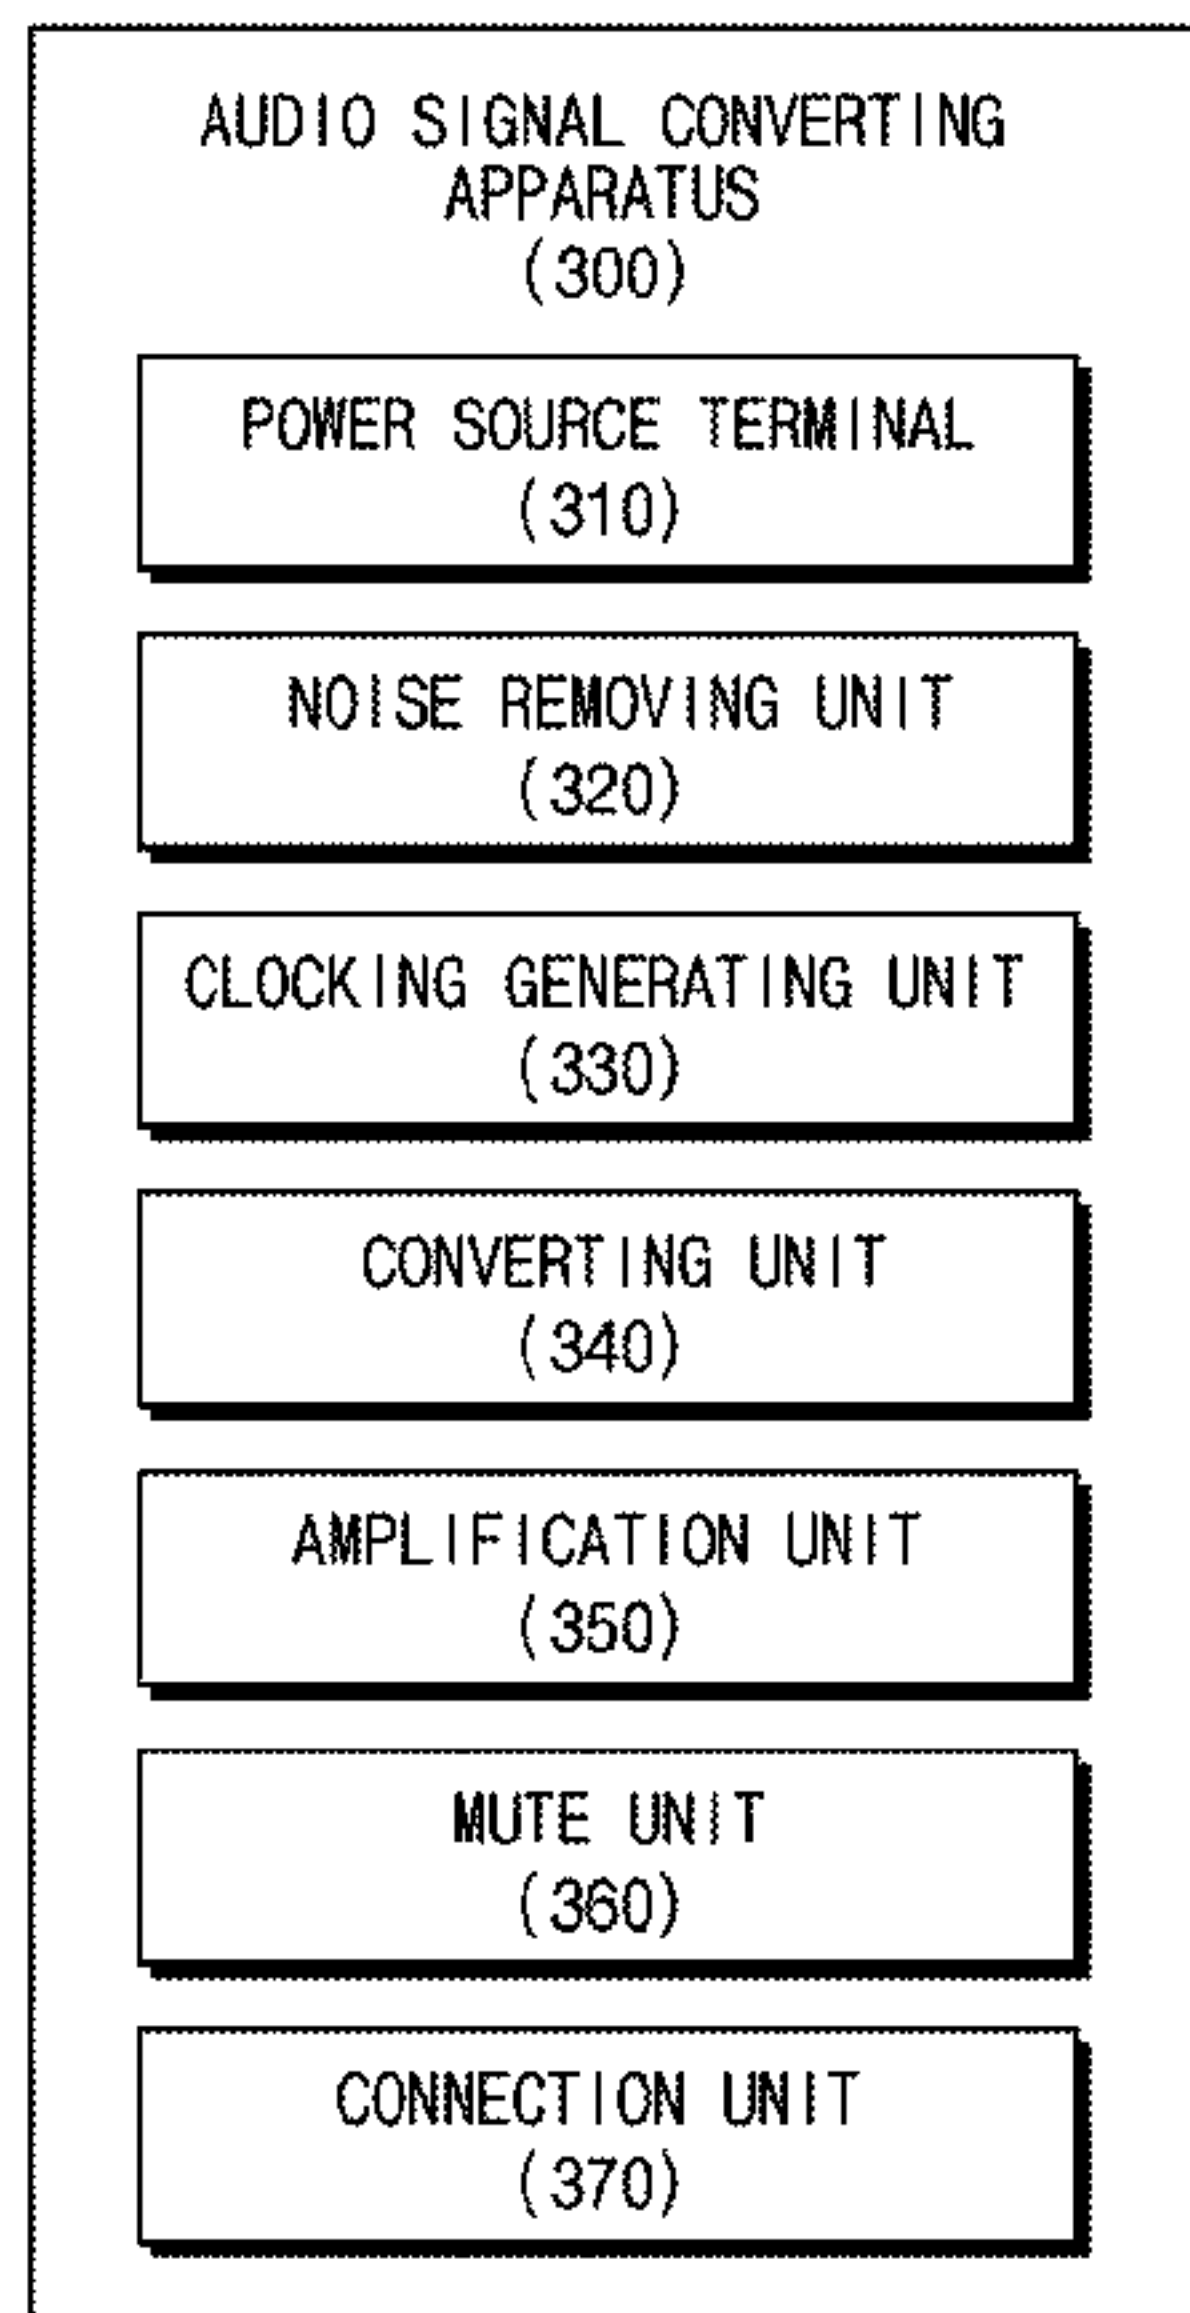 AUDIO SIGNAL CONVERTING
APPARATUS
(300)
POWER SOURCE TERMINAL
(310)
NOISE REMOVING UNIT
(320)
CLOCKING GENERATING UNIT
(330)
CONVERTING UNIT
(340)
AMPLIFICATION UNIT
(350)
MUTE UNIT
(360)
CONNECTION UNIT
(370)